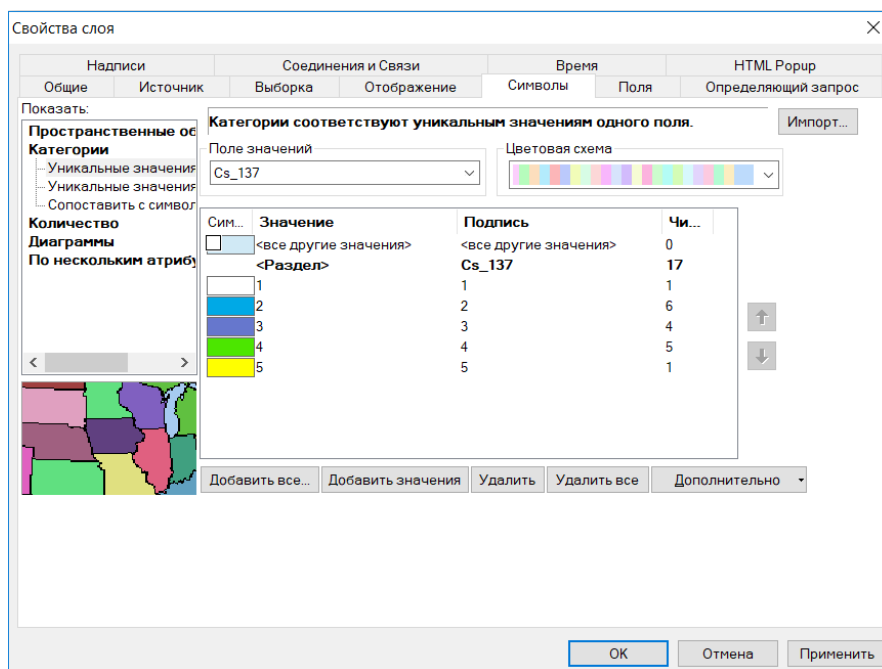 Свойства слоя
Надписи Соединения и Связи Время HTML Popup
Общие Источник Выборка Отображение Символы Поля Определяющий запрос
Показать:
Пространственные об
Категории
Уникальные значения
Уникальные значения
Сопоставить с символ
Количество
Диаграммы
По нескольким атрибу
Категории соответствуют уникальным значениям одного поля.
Импорт...
Поле значений
Cs_137
Цветовая схема
Сим... Значение Подпись Чи...
<все другие значения> <все другие значения> 0
<Раздел> Cs_137 17
1 1 1
2 2 6
3 3 4
4 4 5
5 5 1
Добавить все... Добавить значения Удалить Удалить все Дополнительно
OK Отмена Применить